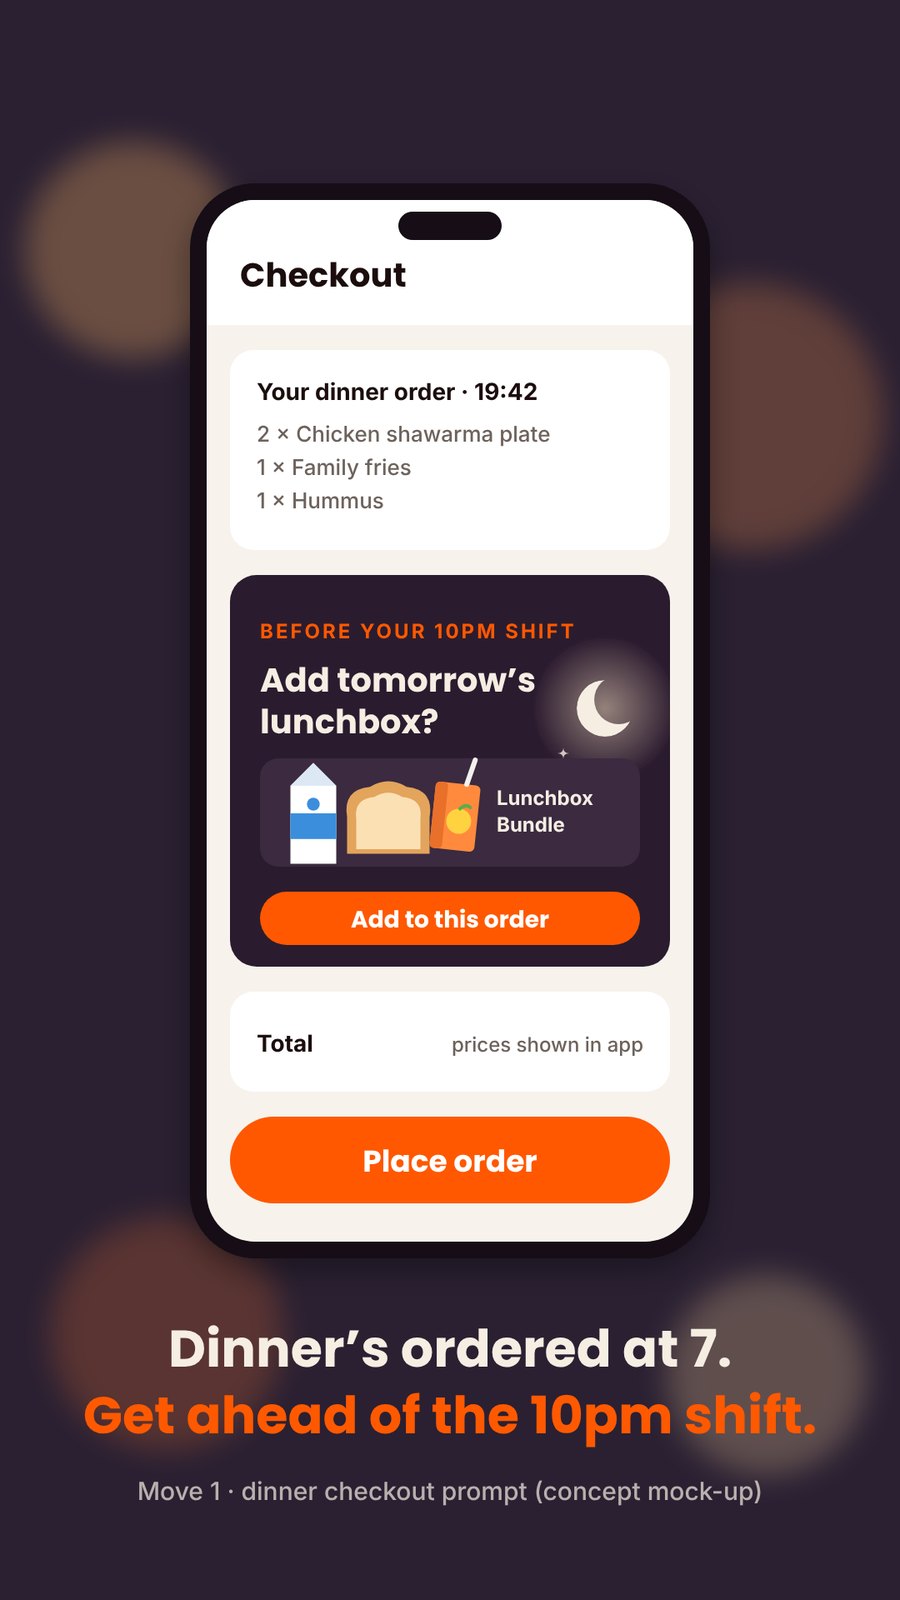 Checkout
Your dinner order · 19:42
2 × Chicken shawarma plate
1 × Family fries
1 × Hummus
BEFORE YOUR 10PM SHIFT
Add tomorrow’s
lunchbox?
Lunchbox
Bundle
Add to this order
Total prices shown in app
Place order
Dinner’s ordered at 7.
Get ahead of the 10pm shift.
Move 1 · dinner checkout prompt (concept mock-up)